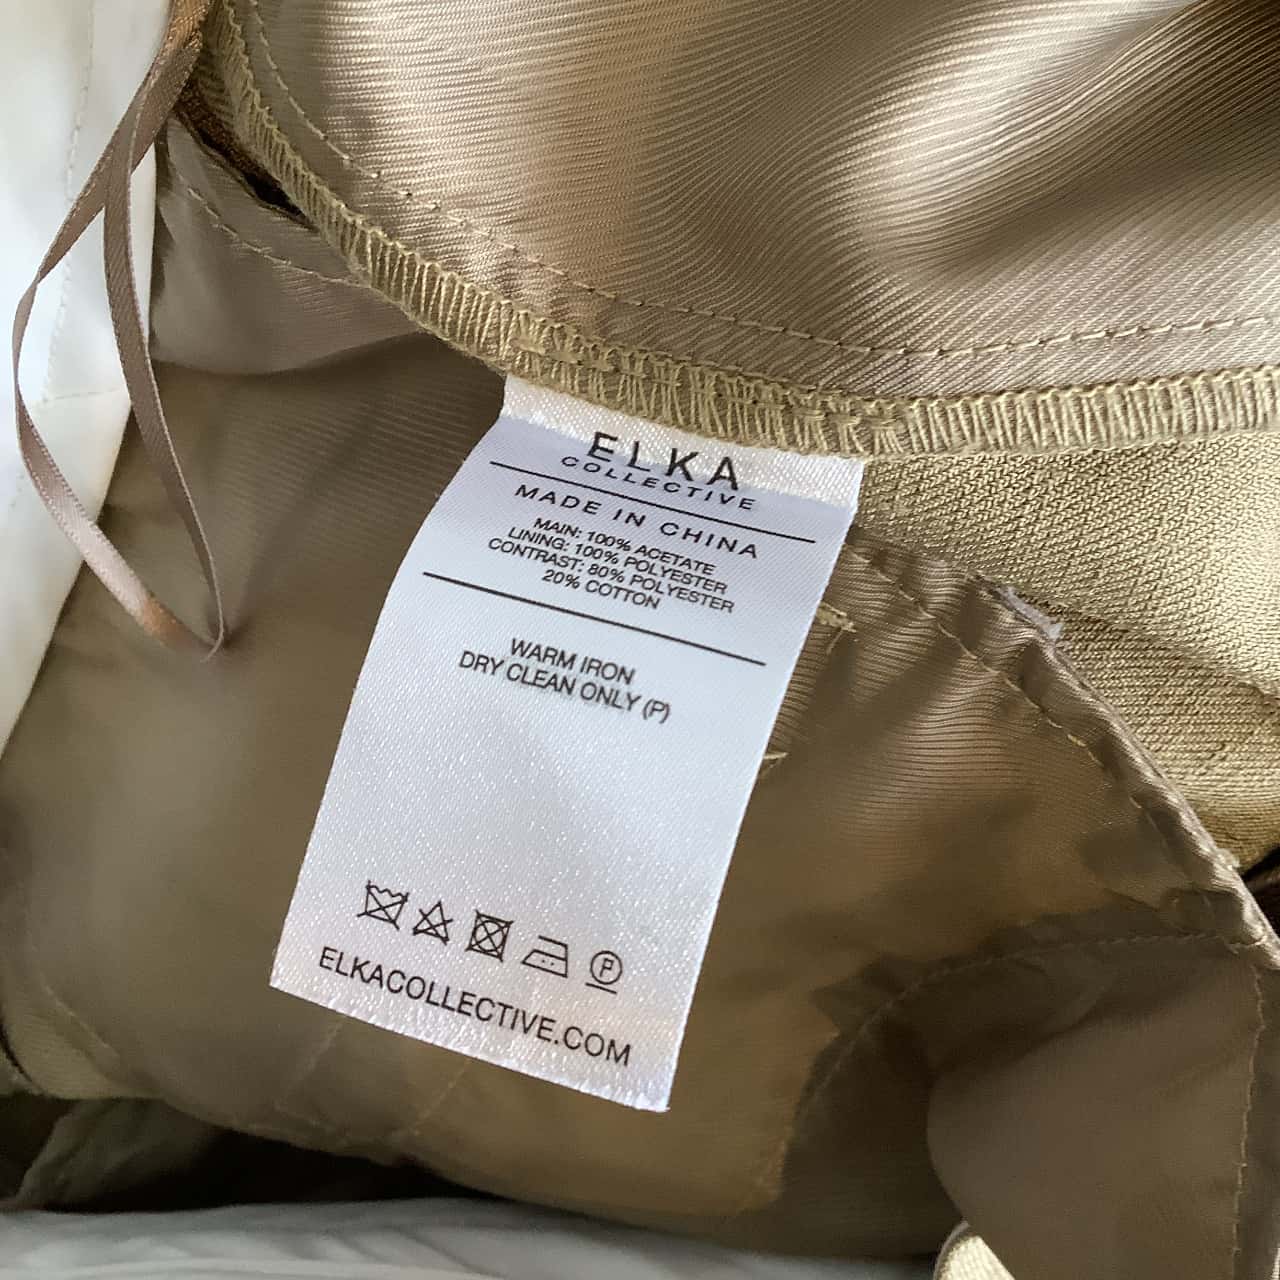 ELKA
COLLECTIVE
MADE IN CHINA
MAIN: 100% ACETATE
LINING: 100% POLYESTER
CONTRAST: 80% POLYESTER
20% COTTON
WARM IRON
DRY CLEAN ONLY (P)
P
ELKACOLLECTIVE.COM